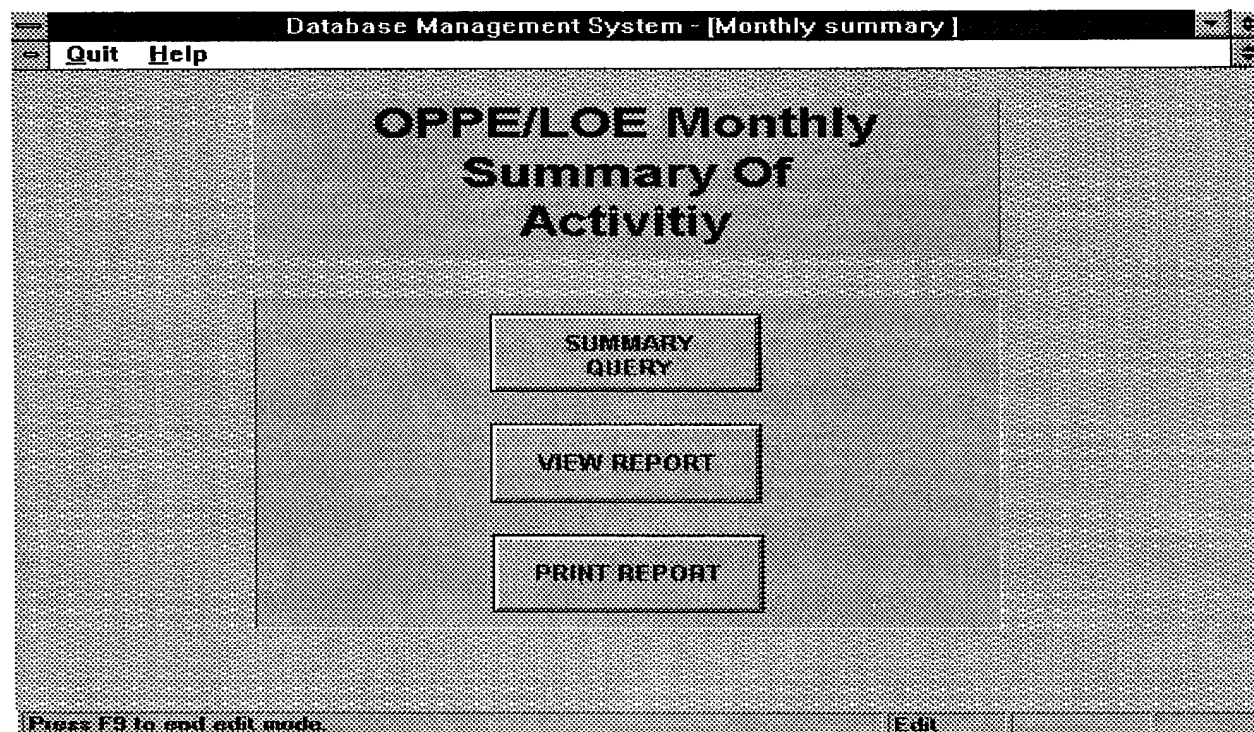 Database Management System - [Monthly summary ]
Quit Help
OPPE/LOE Monthly
Summary Of
Activitiy
SUMMARY
QUERY
VIEW REPORT
PRINT REPORT
Press F9 to end edit mode. Edit